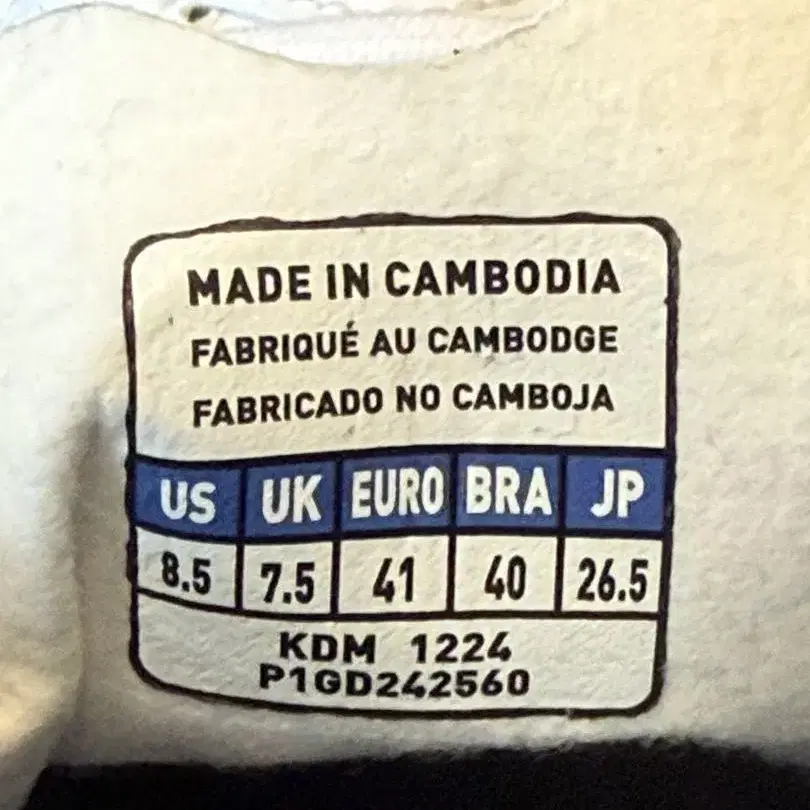 MADE IN CAMBODIA
FABRIQUÉ AU CAMBODGE
FABRICADO NO CAMBOJA
US UK EURO BRA JP
8.5 7.5 41 40 26.5
KDM 1224
P1GD242560